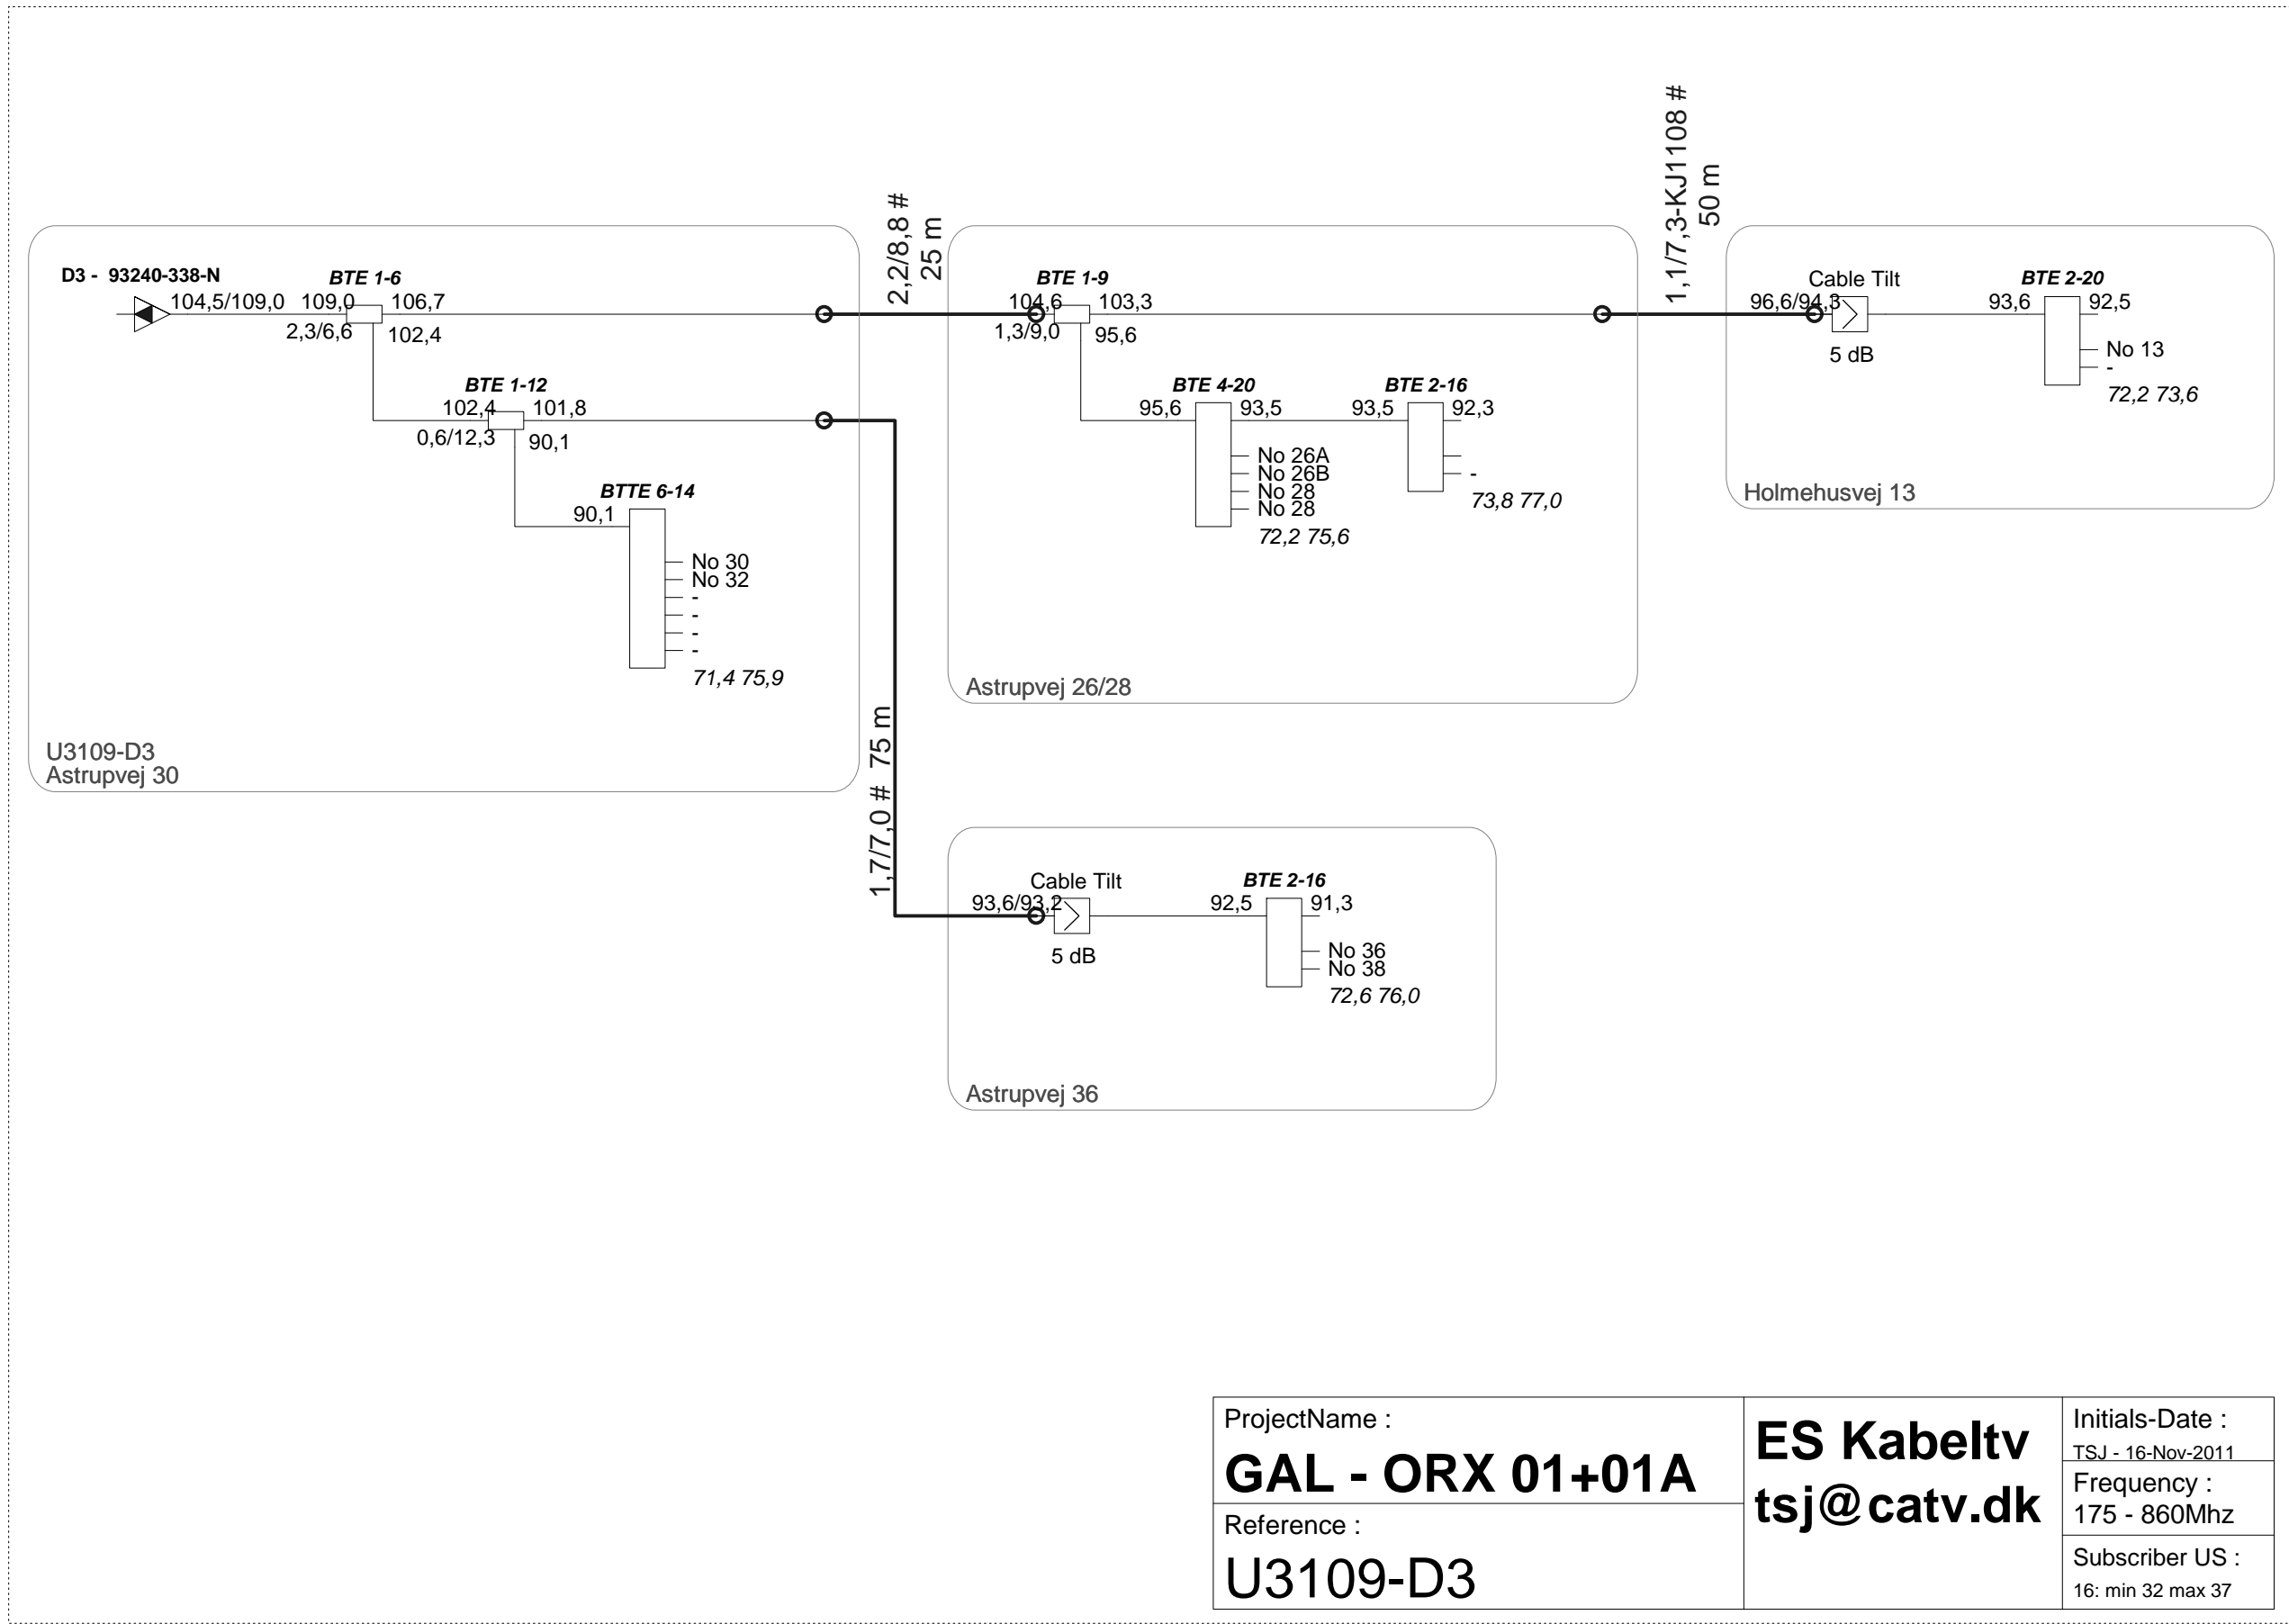 1,1/7,3-KJ1108 #
50 m
2,2/8,8 #
25 m
D3 -  93240-338-N
BTE 1-6
104,5/109,0
109,0
106,7
2,3/6,6
102,4
BTE 1-12
102,4
101,8
0,6/12,3
90,1
BTTE 6-14
90,1
No 30
No 32
-
-
-
-
71,4 75,9
U3109-D3
Astrupvej 30
BTE 1-9
104,6
103,3
1,3/9,0
95,6
BTE 4-20
95,6
93,5
No 26A
No 26B
No 28
No 28
72,2 75,6
BTE 2-16
93,5
92,3
-
73,8 77,0
Astrupvej 26/28
Cable Tilt
96,6/94,3
5 dB
BTE 2-20
93,6
92,5
No 13
-
72,2 73,6
Holmehusvej 13
1,7/7,0 #  75 m
Cable Tilt
93,6/93,2
5 dB
BTE 2-16
92,5
91,3
No 36
No 38
72,6 76,0
Astrupvej 36
ProjectName :
GAL - ORX 01+01A
Reference :
U3109-D3
ES Kabeltv
tsj@catv.dk
Initials-Date :
TSJ - 16-Nov-2011
Frequency :
175 - 860Mhz
Subscriber US :
16: min 32 max 37